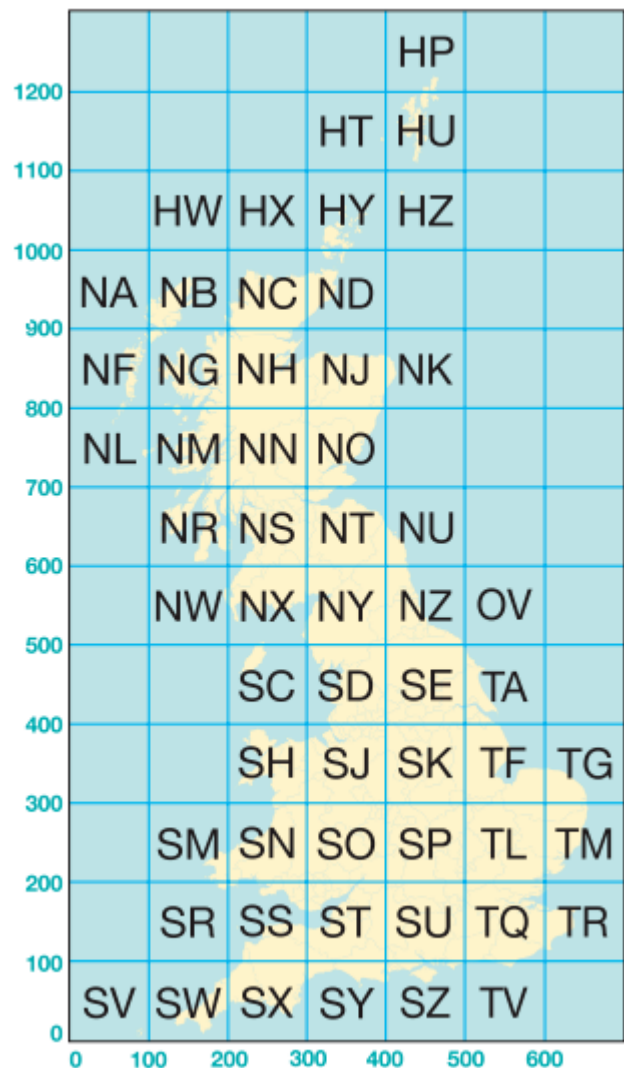 HP
1200
HT HU
1100
HW HX HY HZ
1000
NA NB NC ND
900
NF NG NH NJ NK
800
NL NM NN NO
700
NR NS NT NU
600
NW NX NY NZ OV
500
SC SD SE TA
400
SH SJ SK TF TG
300
SM SN SO SP TL TM
200
SR SS ST SU TQ TR
100
SV SW SX SY SZ TV
0
0 100 200 300 400 500 600